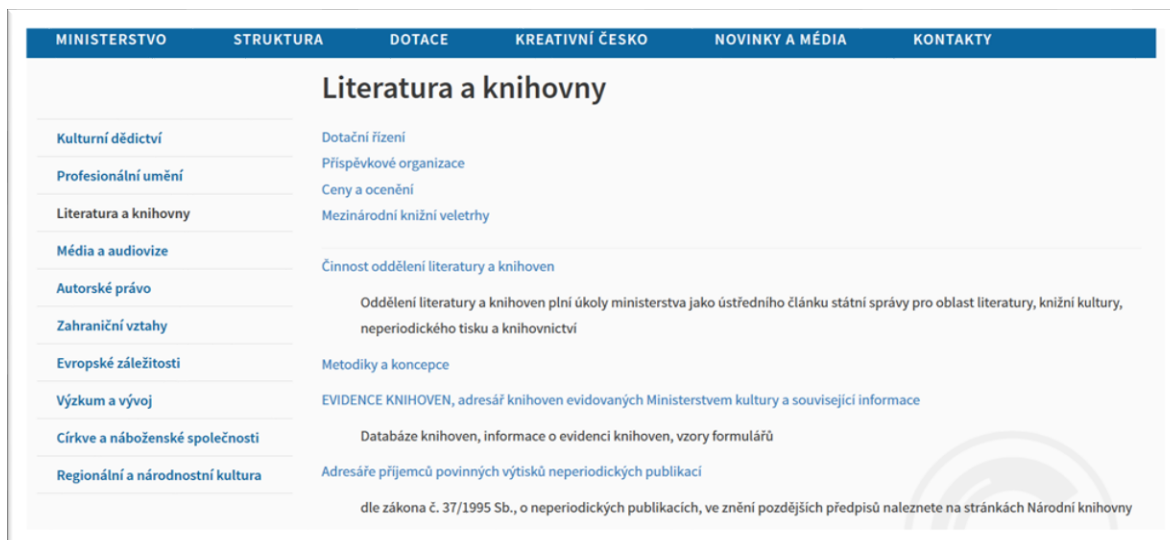 MINISTERSTVO STRUKTURA DOTACE KREATIVNÍ ČESKO NOVINKY A MÉDIA KONTAKTY
Literatura a knihovny
Kulturní dědictví
Profesionální umění
Literatura a knihovny
Média a audiovize
Autorské právo
Zahraniční vztahy
Evropské záležitosti
Výzkum a vývoj
Církve a náboženské společnosti
Regionální a národnostní kultura
Dotační řízení
Příspěvkové organizace
Ceny a ocenění
Mezinárodní knižní veletrhy
Činnost oddělení literatury a knihoven
Oddělení literatury a knihoven plní úkoly ministerstva jako ústředního článku státní správy pro oblast literatury, knižní kultury,
neperiodického tisku a knihovnictví
Metodiky a koncepce
EVIDENCE KNIHOVEN, adresář knihoven evidovaných Ministerstvem kultury a související informace
Databáze knihoven, informace o evidenci knihoven, vzory formulářů
Adresáře příjemců povinných výtisků neperiodických publikací
dle zákona č. 37/1995 Sb., o neperiodických publikacích, ve znění pozdějších předpisů naleznete na stránkách Národní knihovny